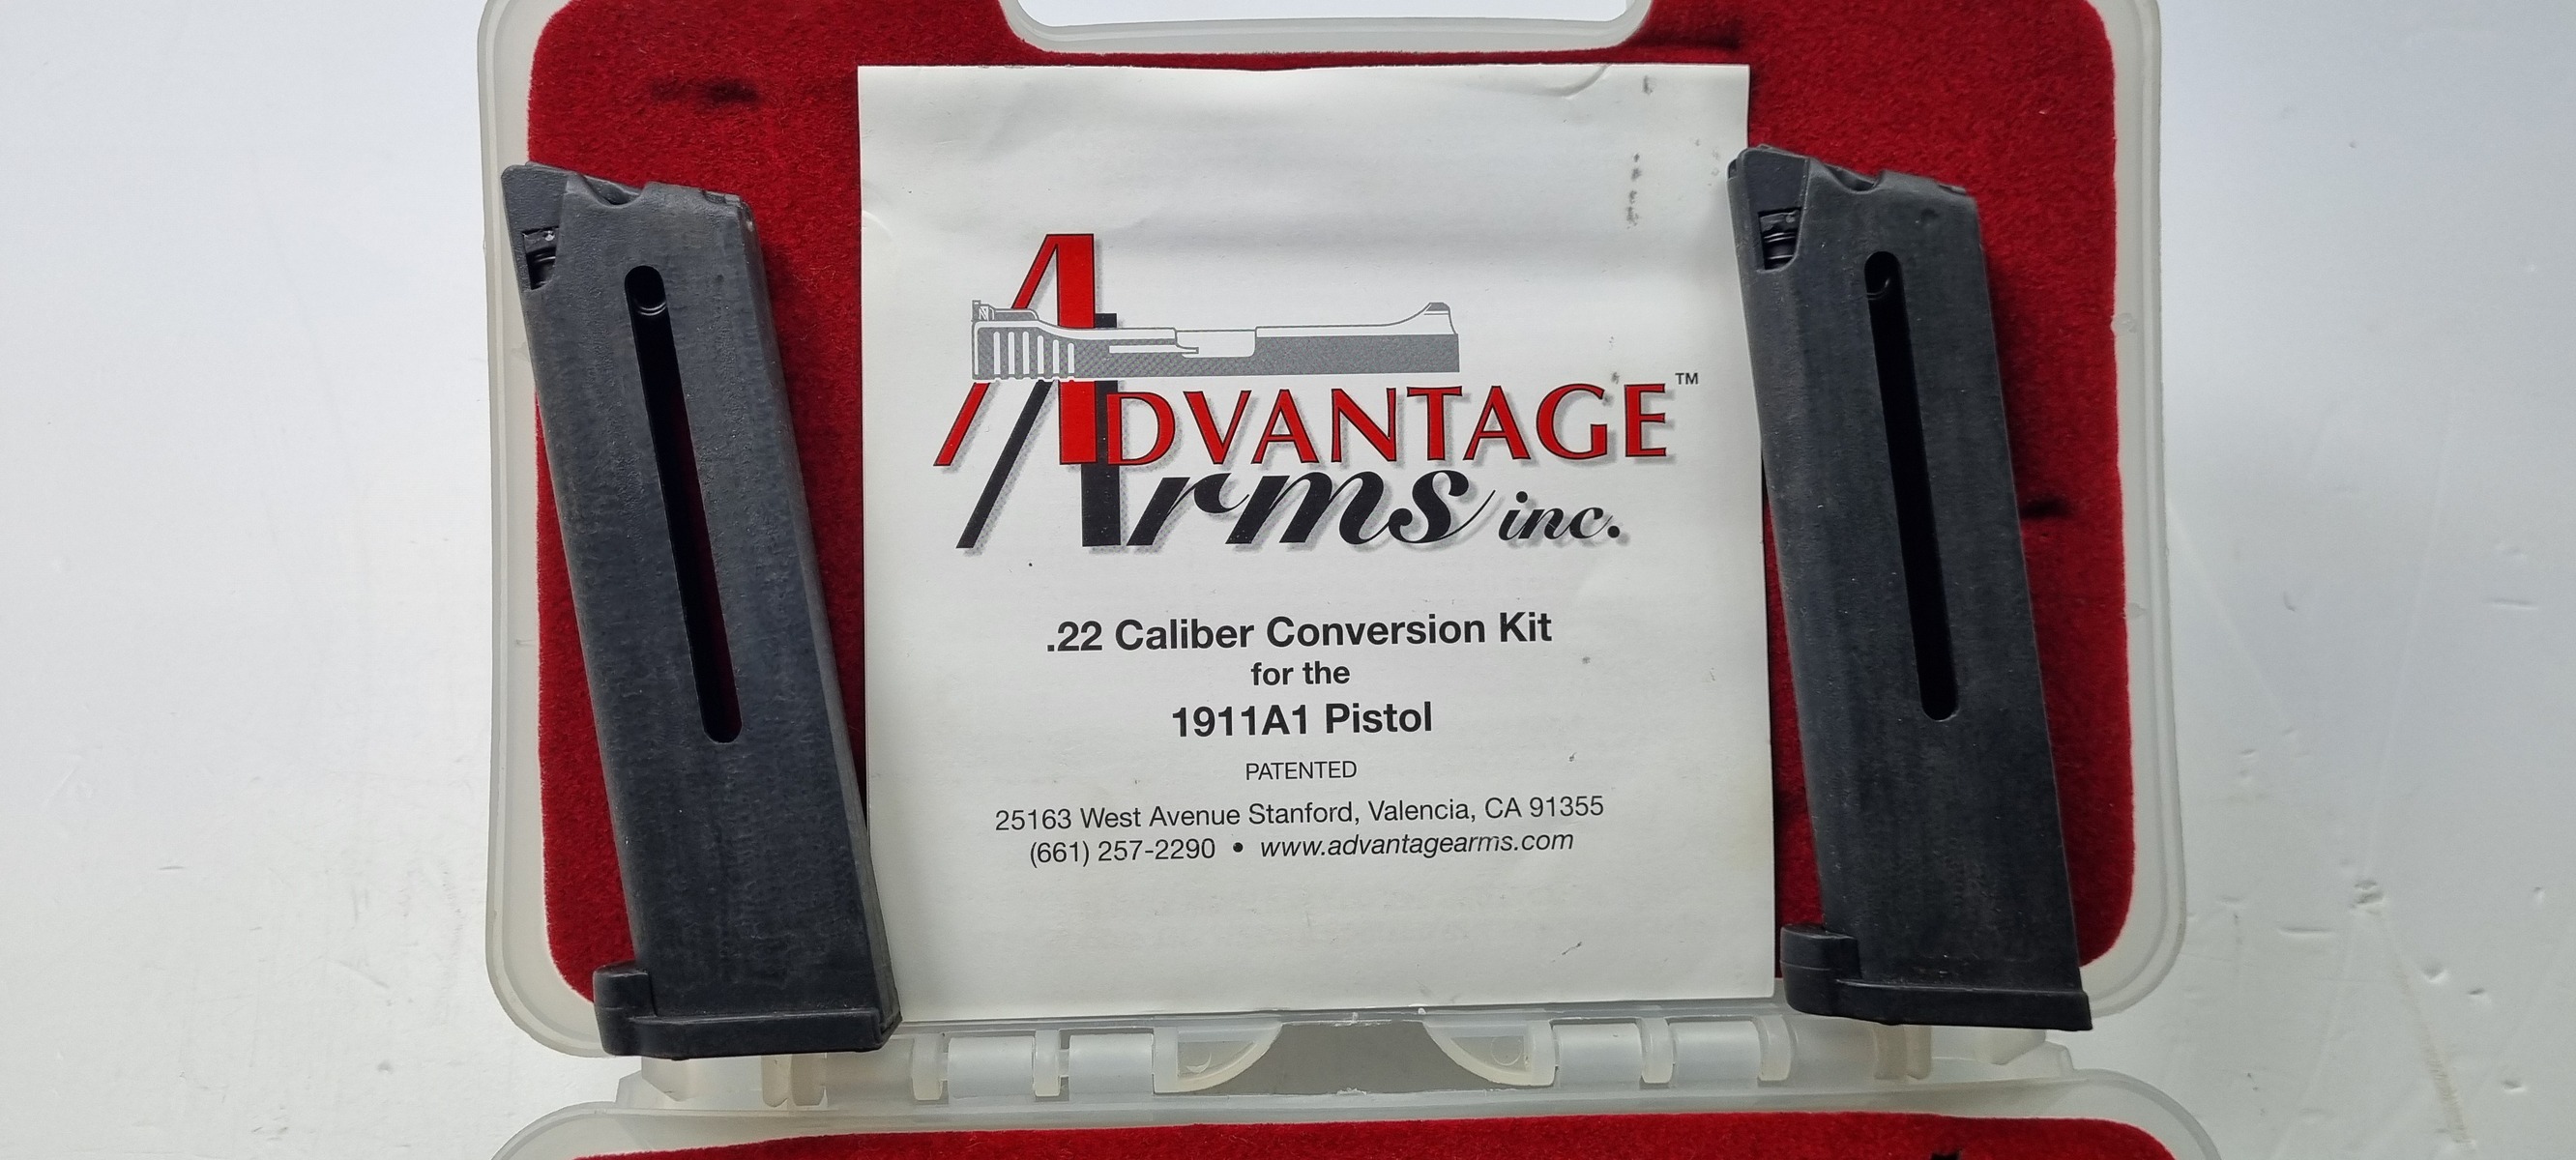 ADVANTAGE™
Arms inc.
.22 Caliber Conversion Kit
for the
1911A1 Pistol
PATENTED
25163 West Avenue Stanford, Valencia, CA 91355
(661) 257-2290 • www.advantagearms.com